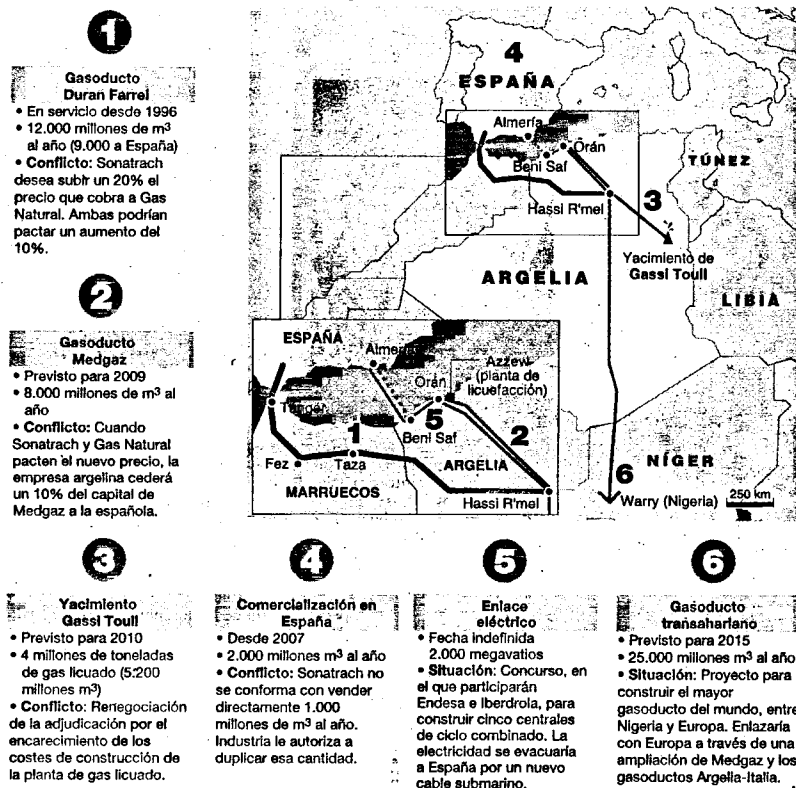 1
Gasoducto
Duran Farrel
• En servicio desde 1996
• 12.000 millones de m³
al año (9.000 a España)
• Conflicto: Sonatrach
desea subir un 20% el
precio que cobra a Gas
Natural. Ambas podrían
pactar un aumento del
10%.
2
Gasoducto
Medgaz
• Previsto para 2009
• 8.000 millones de m³ al
año
• Conflicto: Cuando
Sonatrach y Gas Natural
pacten el nuevo precio, la
empresa argelina cederá
un 10% del capital de
Medgaz a la española.
4
ESPAÑA
Almería
Orán
Beni Saf
Hassi R'mel
TÚNEZ
3
Yacimiento de
Gassi Toull
ARGELIA
LIBIA
ESPAÑA
Almería
Azzew
(planta de
licuefacción)
Orán
Tánger
5
Beni Saf
1
2
Fez
Taza
ARGELIA
MARRUECOS
Hassi R'mel
6
NÍGER
Warry (Nigeria)
250 km
3
Yacimiento
Gassi Toull
• Previsto para 2010
• 4 millones de toneladas
de gas licuado (5.200
millones m³)
• Conflicto: Renegociación
de la adjudicación por el
encarecimiento de los
costes de construcción de
la planta de gas licuado.
4
Comercialización en
España
• Desde 2007
• 2.000 millones m³ al año
• Conflicto: Sonatrach no
se conforma con vender
directamente 1.000
millones de m³ al año.
Industria le autoriza a
duplicar esa cantidad.
5
Enlace
eléctrico
• Fecha indefinida
2.000 megavatios
• Situación: Concurso, en
el que participarán
Endesa e Iberdrola, para
construir cinco centrales
de ciclo combinado. La
electricidad se evacuaría
a España por un nuevo
cable submarino.
6
Gasoducto
transahariano
• Previsto para 2015
• 25.000 millones m³ al año
• Situación: Proyecto para
construir el mayor
gasoducto del mundo, entre
Nigeria y Europa. Enlazaría
con Europa a través de una
ampliación de Medgaz y los
gasoductos Argelia-Italia.